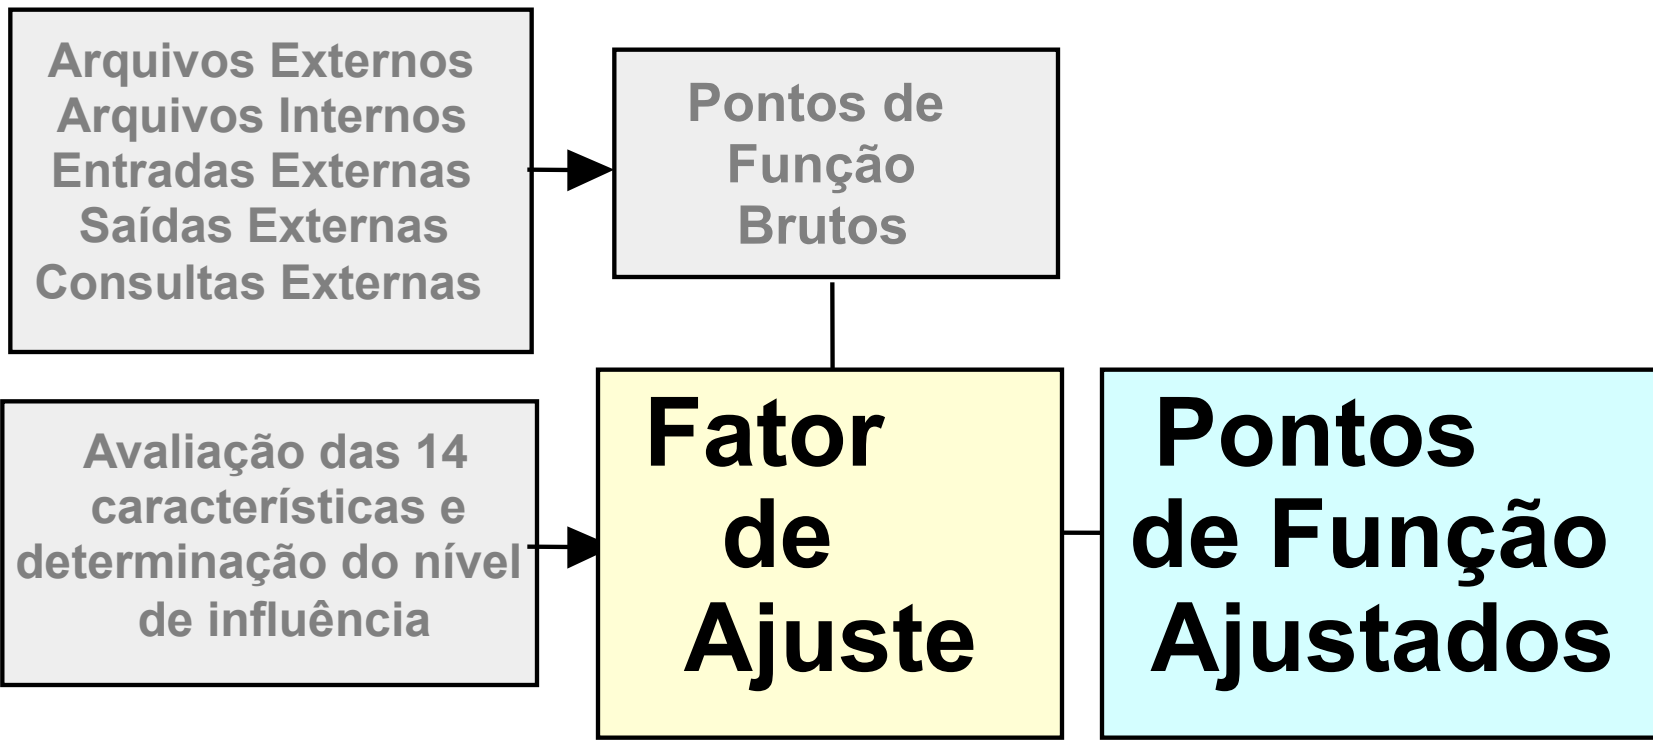 Arquivos Externos
Arquivos Internos
Entradas Externas
Saídas Externas
Consultas Externas
Pontos de
Função
Brutos
Avaliação das 14
características e
determinação do nível
de influência
Fator
de
Ajuste
Pontos
de Função
Ajustados